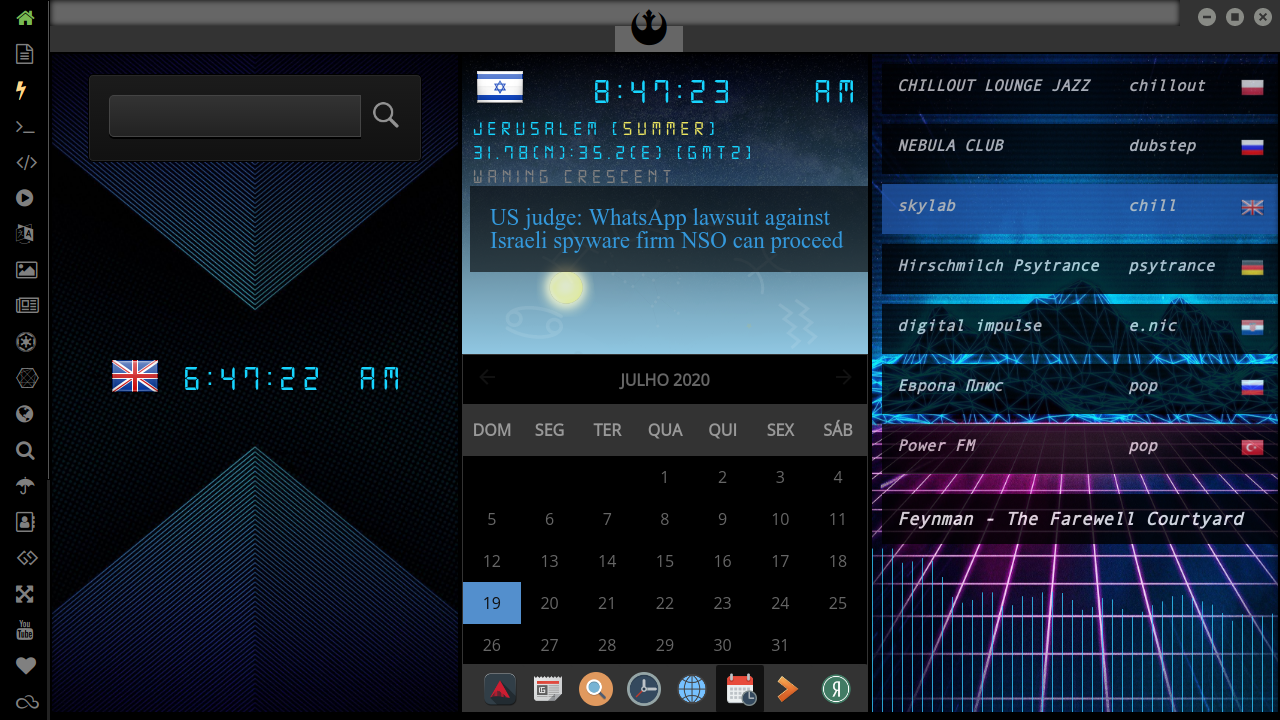 6:47:22 AM
8:47:23 AM
JERUSALEM (SUMMER)
31.78(N):35.2(E) (GMT2)
WANING CRESCENT
US judge: WhatsApp lawsuit against
Israeli spyware firm NSO can proceed
JULHO 2020
DOM SEG TER QUA QUI SEX SÁB
1 2 3 4
5 6 7 8 9 10 11
12 13 14 15 16 17 18
19 20 21 22 23 24 25
26 27 28 29 30 31
CHILLOUT LOUNGE JAZZ chillout
NEBULA CLUB dubstep
skylab chill
Hirschmilch Psytrance psytrance
digital impulse e.nic
Европа Плюс pop
Power FM pop
Feynman - The Farewell Courtyard
You
Tube
Я